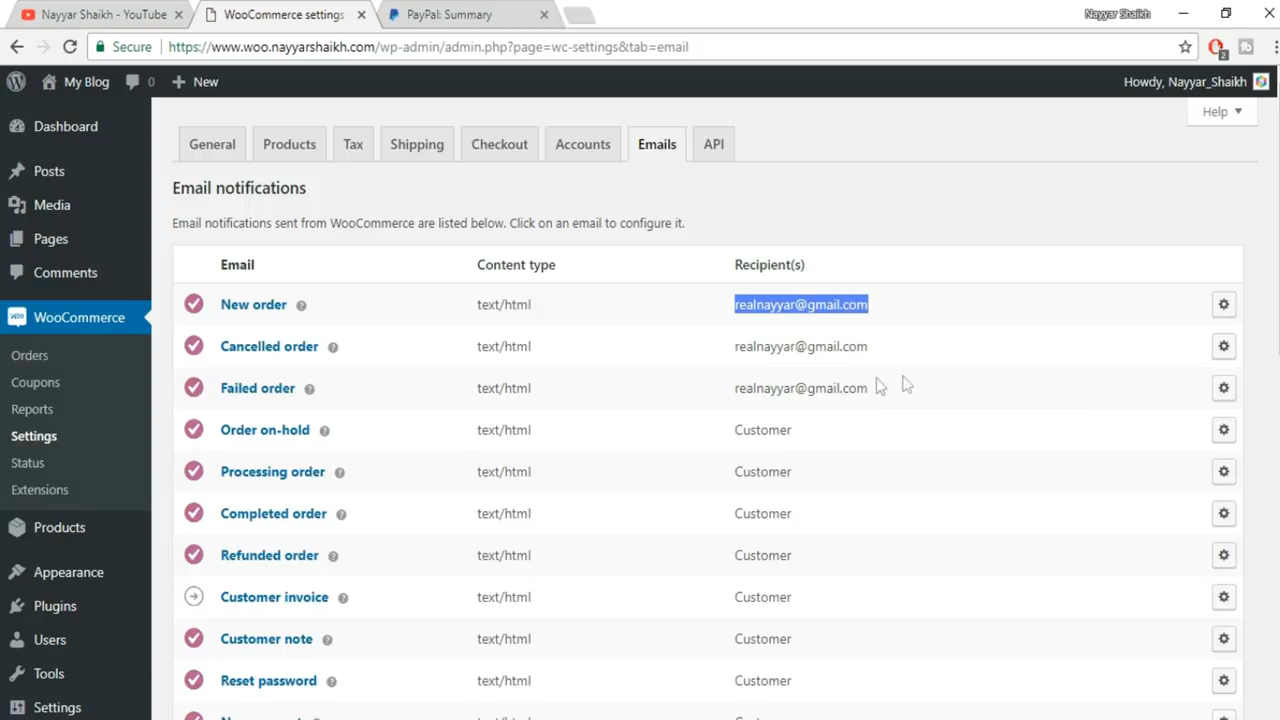 Nayyar Shaikh - YouTube
WooCommerce settings
PayPal: Summary
Nayyar Shaikh
Secure
https://www.woo.nayyarshaikh.com/wp-admin/admin.php?page=wc-settings&tab=email
2
My Blog
0
New
Howdy, Nayyar_Shaikh
Help
Dashboard
Posts
Media
Pages
Comments
WooCommerce
Orders
Coupons
Reports
Settings
Status
Extensions
Products
Appearance
Plugins
Users
Tools
Settings
General Products Tax Shipping Checkout Accounts Emails API
Email notifications
Email notifications sent from WooCommerce are listed below. Click on an email to configure it.
Email Content type Recipient(s)
New order text/html realnayyar@gmail.com
Cancelled order text/html realnayyar@gmail.com
Failed order text/html realnayyar@gmail.com
Order on-hold text/html Customer
Processing order text/html Customer
Completed order text/html Customer
Refunded order text/html Customer
Customer invoice text/html Customer
Customer note text/html Customer
Reset password text/html Customer